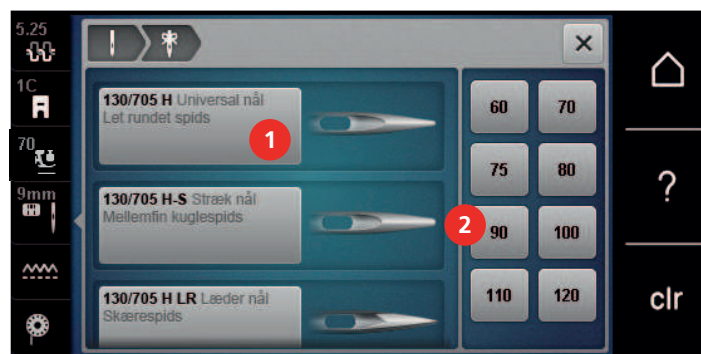 5.25
1C
70
9mm
130/705 H Universal nål
Let rundet spids
1
130/705 H-S Stræk nål
Mellemfin kuglespids
2
130/705 H LR Læder nål
Skærespids
60 70
75 80
90 100
110 120
?
clr